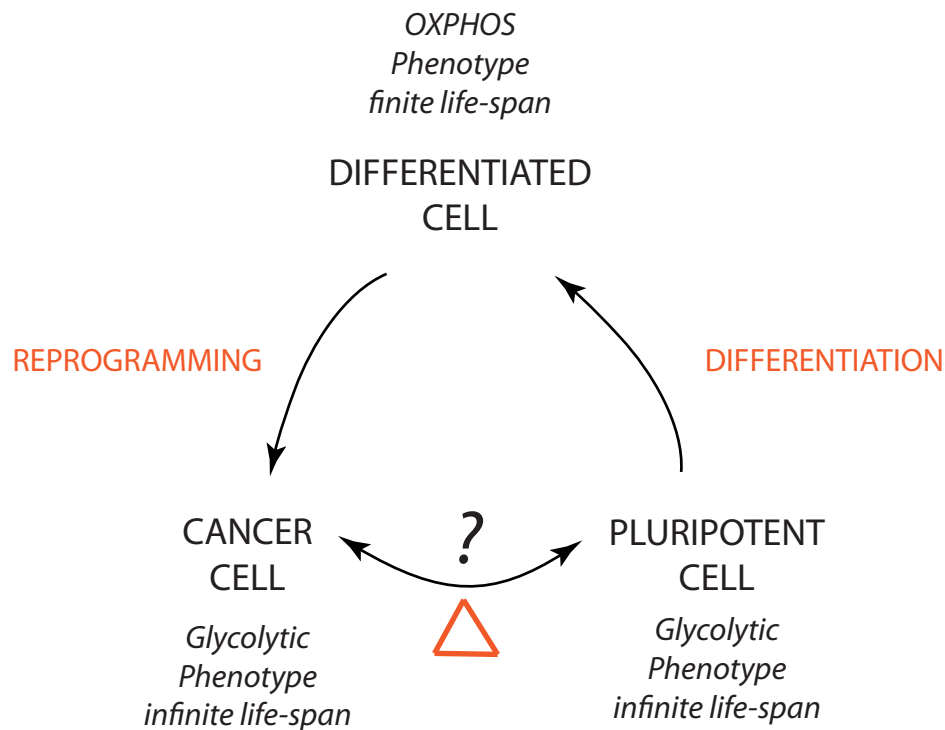 OXPHOS
Phenotype
finite life-span
DIFFERENTIATED
CELL
REPROGRAMMING
DIFFERENTIATION
CANCER
CELL
?
PLURIPOTENT
CELL
Glycolytic
Phenotype
infinite life-span
Glycolytic
Phenotype
infinite life-span